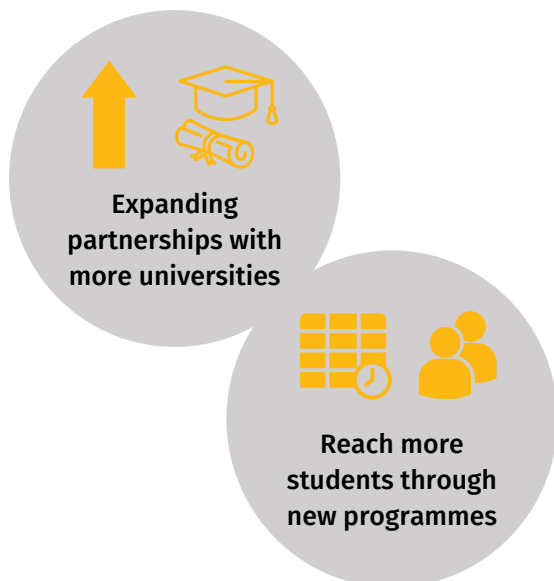 Expanding
partnerships with
more universities
Reach more
students through
new programmes